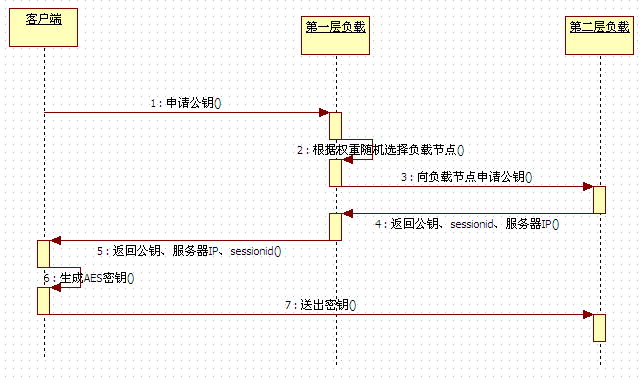 客户端
第一层负载
第二层负载
1 : 申请公钥()
2 : 根据权重随机选择负载节点()
3 : 向负载节点申请公钥()
4 : 返回公钥、sessionid、服务器IP()
5 : 返回公钥、服务器IP、sessionid()
6 : 生成AES密钥()
7 : 送出密钥()